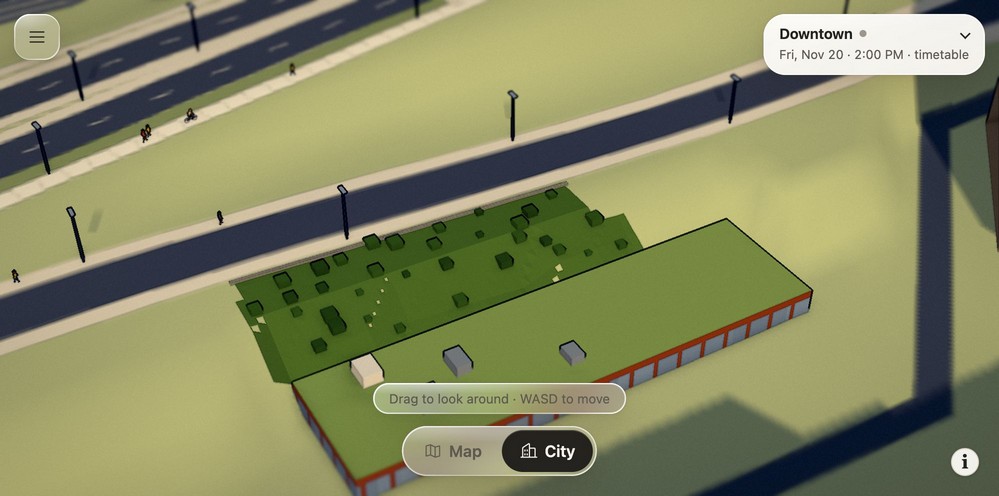 Downtown
Fri, Nov 20 · 2:00 PM · timetable
Drag to look around · WASD to move
Map
City